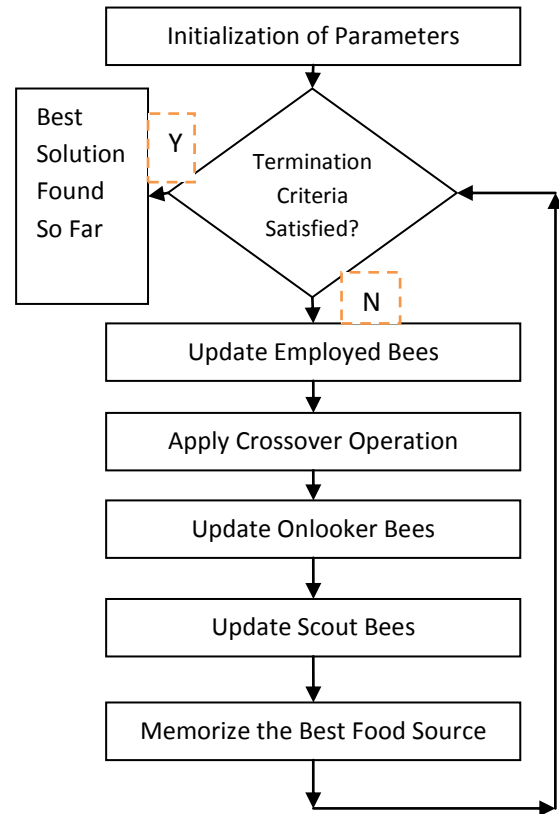 Initialization of Parameters
Best
Solution
Found
So Far
Y
Termination
Criteria
Satisfied?
N
Update Employed Bees
Apply Crossover Operation
Update Onlooker Bees
Update Scout Bees
Memorize the Best Food Source